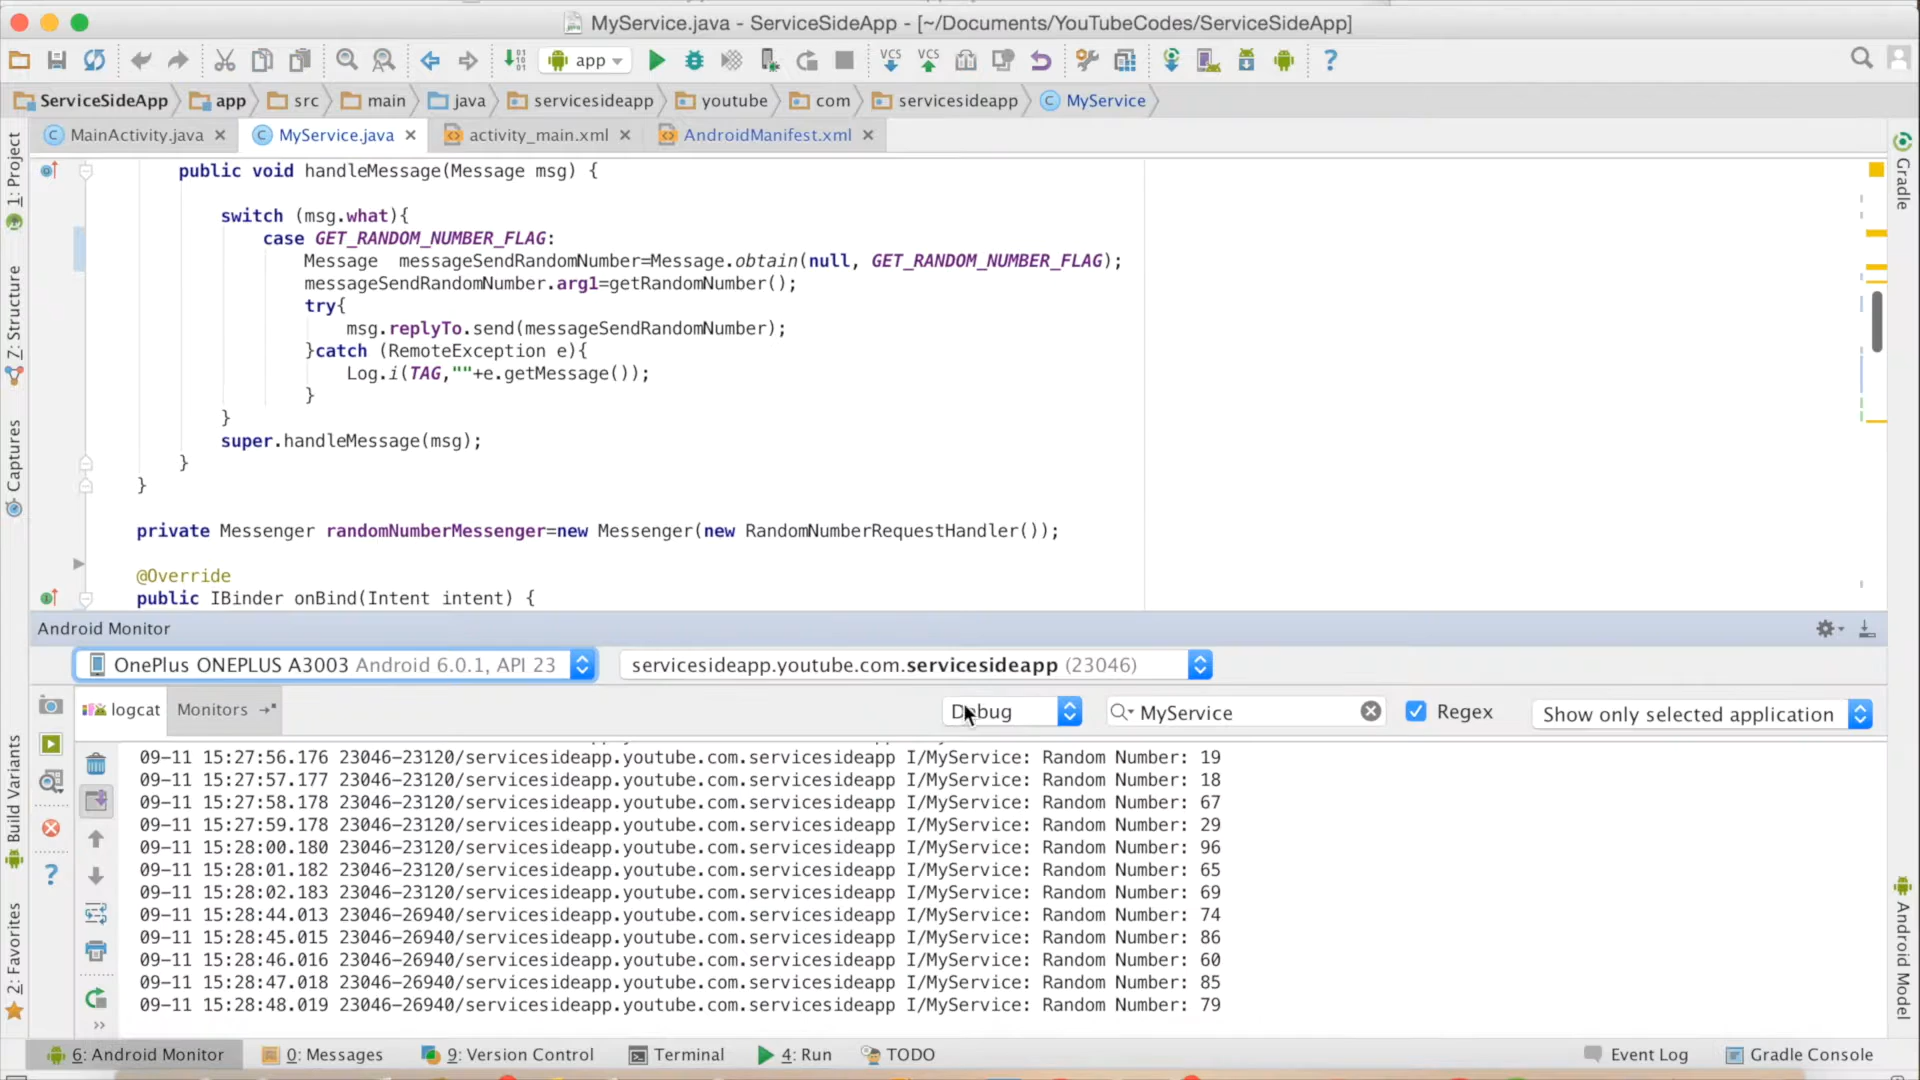 MyService.java - ServiceSideApp - [~/Documents/YouTubeCodes/ServiceSideApp]
app
VCS VCS
?
ServiceSideApp app src main java servicesideapp youtube com servicesideapp MyService
MainActivity.java MyService.java activity_main.xml AndroidManifest.xml
1: Project
Z: Structure
Captures
Build Variants
2: Favorites
Gradle
Android Model
public void handleMessage(Message msg) {
switch (msg.what){
case GET_RANDOM_NUMBER_FLAG:
Message messageSendRandomNumber=Message.obtain(null, GET_RANDOM_NUMBER_FLAG);
messageSendRandomNumber.arg1=getRandomNumber();
try{
msg.replyTo.send(messageSendRandomNumber);
}catch (RemoteException e){
Log.i(TAG,""+e.getMessage());
}
}
super.handleMessage(msg);
}
}
private Messenger randomNumberMessenger=new Messenger(new RandomNumberRequestHandler());
@Override
public IBinder onBind(Intent intent) {
Android Monitor
OnePlus ONEPLUS A3003 Android 6.0.1, API 23 servicesideapp.youtube.com.servicesideapp (23046)
logcat Monitors Debug MyService Regex Show only selected application
09-11 15:27:56.176 23046-23120/servicesideapp.youtube.com.servicesideapp I/MyService: Random Number: 19
09-11 15:27:57.177 23046-23120/servicesideapp.youtube.com.servicesideapp I/MyService: Random Number: 18
09-11 15:27:58.178 23046-23120/servicesideapp.youtube.com.servicesideapp I/MyService: Random Number: 67
09-11 15:27:59.178 23046-23120/servicesideapp.youtube.com.servicesideapp I/MyService: Random Number: 29
09-11 15:28:00.180 23046-23120/servicesideapp.youtube.com.servicesideapp I/MyService: Random Number: 96
09-11 15:28:01.182 23046-23120/servicesideapp.youtube.com.servicesideapp I/MyService: Random Number: 65
09-11 15:28:02.183 23046-23120/servicesideapp.youtube.com.servicesideapp I/MyService: Random Number: 69
09-11 15:28:44.013 23046-26940/servicesideapp.youtube.com.servicesideapp I/MyService: Random Number: 74
09-11 15:28:45.015 23046-26940/servicesideapp.youtube.com.servicesideapp I/MyService: Random Number: 86
09-11 15:28:46.016 23046-26940/servicesideapp.youtube.com.servicesideapp I/MyService: Random Number: 60
09-11 15:28:47.018 23046-26940/servicesideapp.youtube.com.servicesideapp I/MyService: Random Number: 85
09-11 15:28:48.019 23046-26940/servicesideapp.youtube.com.servicesideapp I/MyService: Random Number: 79
?
6: Android Monitor 0: Messages 9: Version Control Terminal 4: Run TODO Event Log Gradle Console